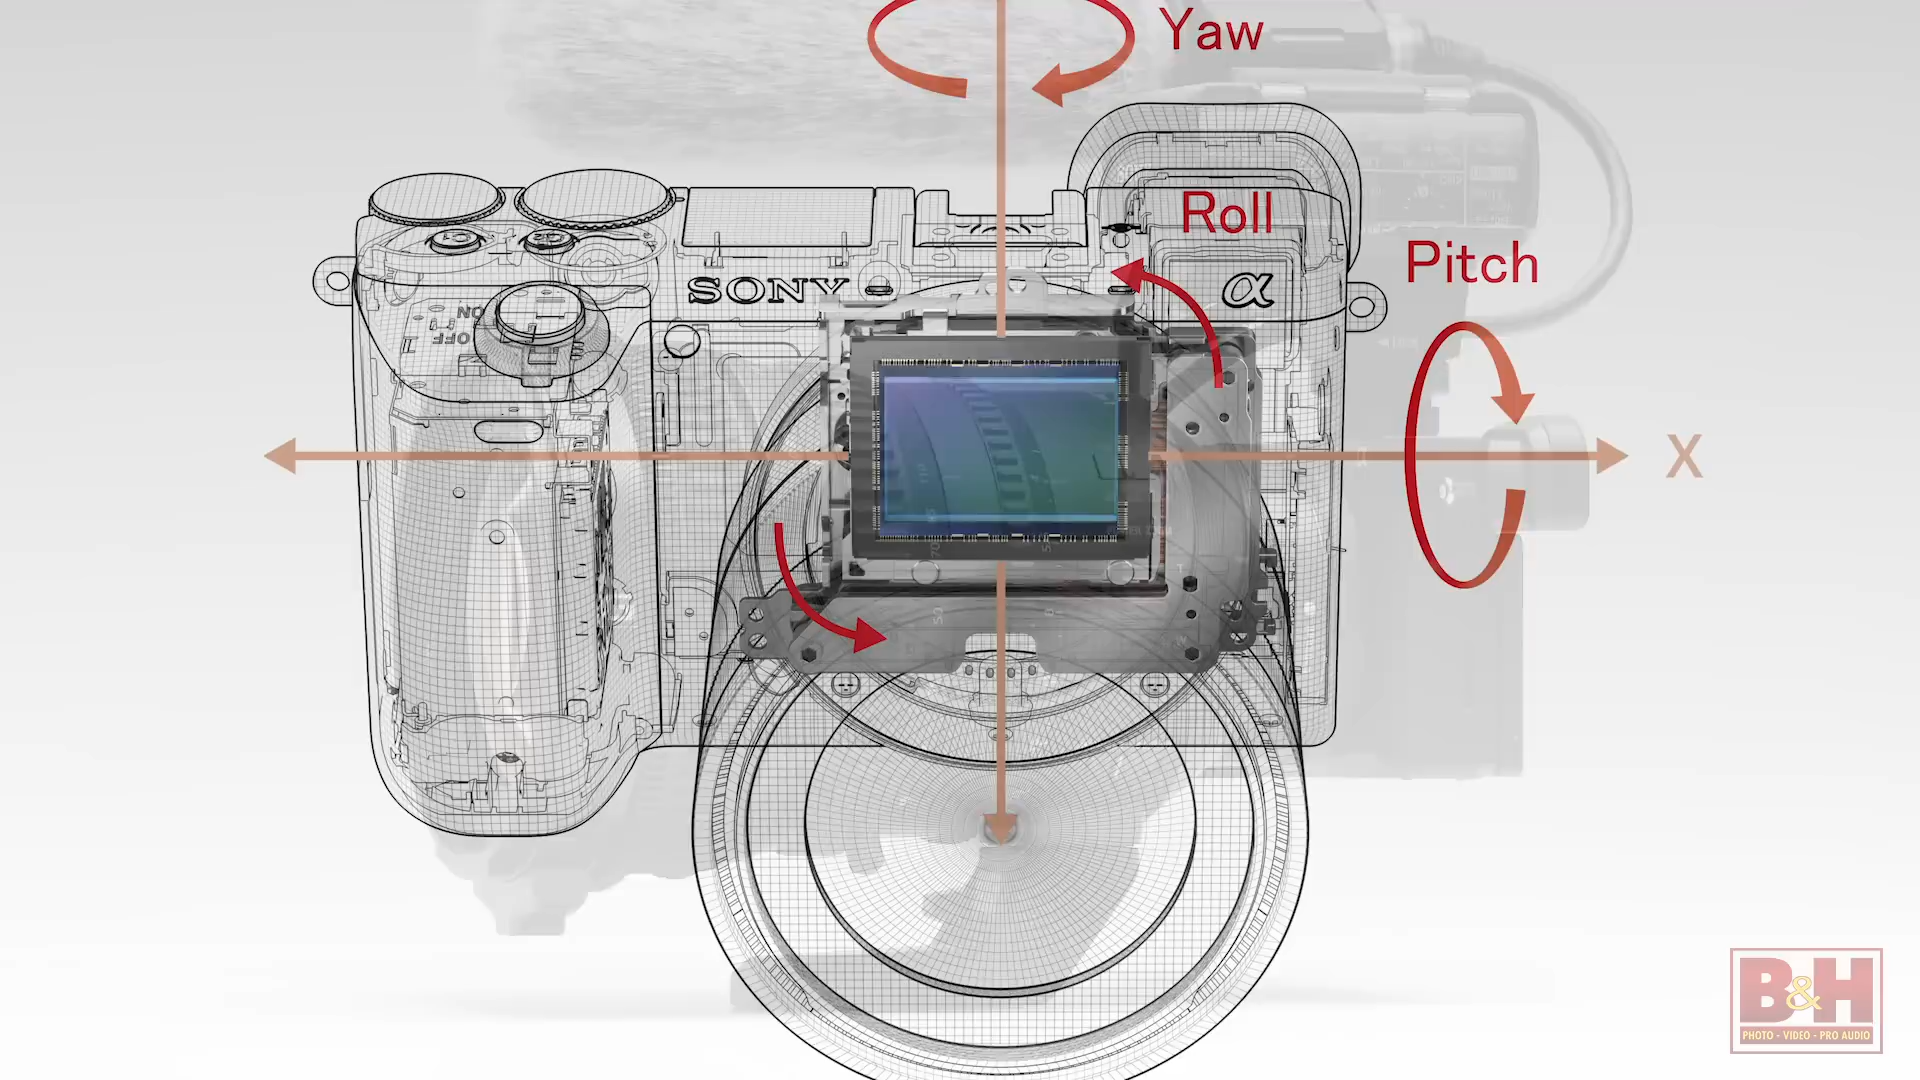 Yaw
Roll
Pitch
SONY
α
ON
OFF
X
B&H
PHOTO - VIDEO - PRO AUDIO